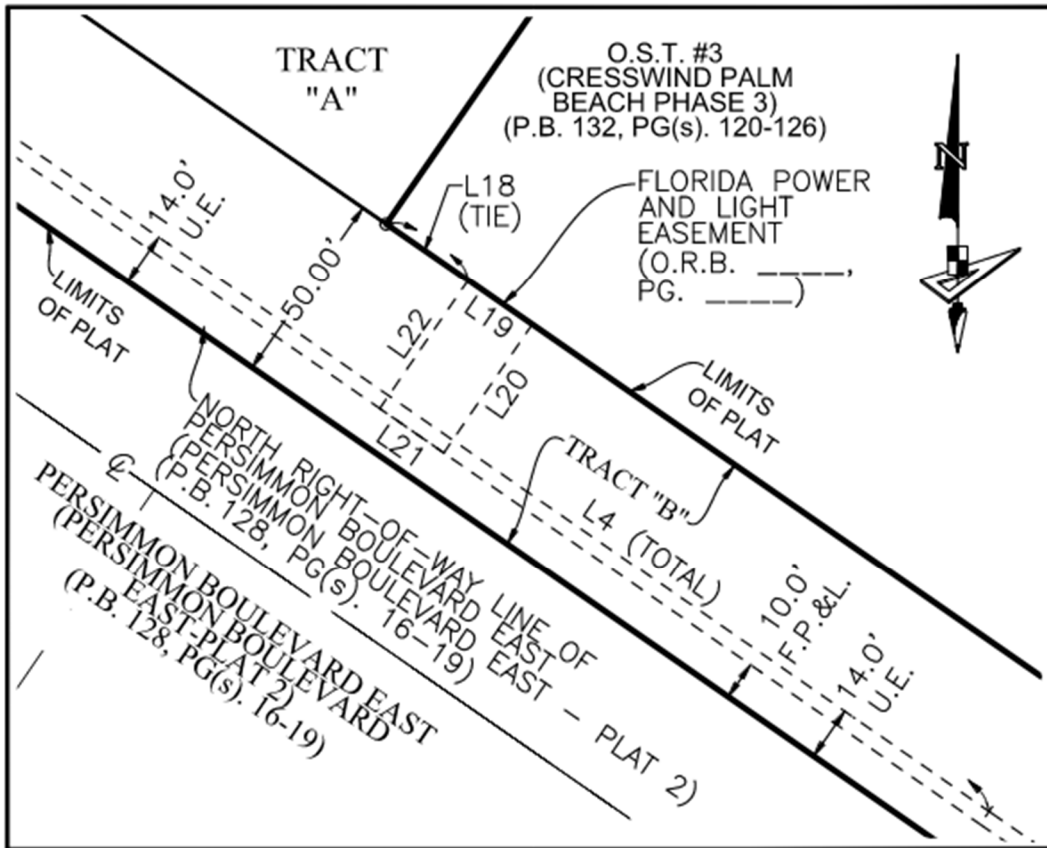 TRACT
"A"
O.S.T. #3
(CRESSWIND PALM
BEACH PHASE 3)
(P.B. 132, PG(s). 120-126)
14.0'
U.E.
L18
(TIE)
FLORIDA POWER
AND LIGHT
EASEMENT
(O.R.B. ____,
PG. ____)
N
50.00'
LIMITS
OF PLAT
L22
L19
L20
L21
LIMITS
OF PLAT
NORTH RIGHT-OF-WAY LINE OF
PERSIMMON BOULEVARD EAST
(PERSIMMON BOULEVARD EAST - PLAT 2)
(P.B. 128, PG(s). 16-19)
TRACT "B"
L4 (TOTAL)
10.0'
F.P.&L.
14.0'
U.E.
℄
PERSIMMON BOULEVARD EAST
(PERSIMMON BOULEVARD
EAST-PLAT 2)
(P.B. 128, PG(s). 16-19)